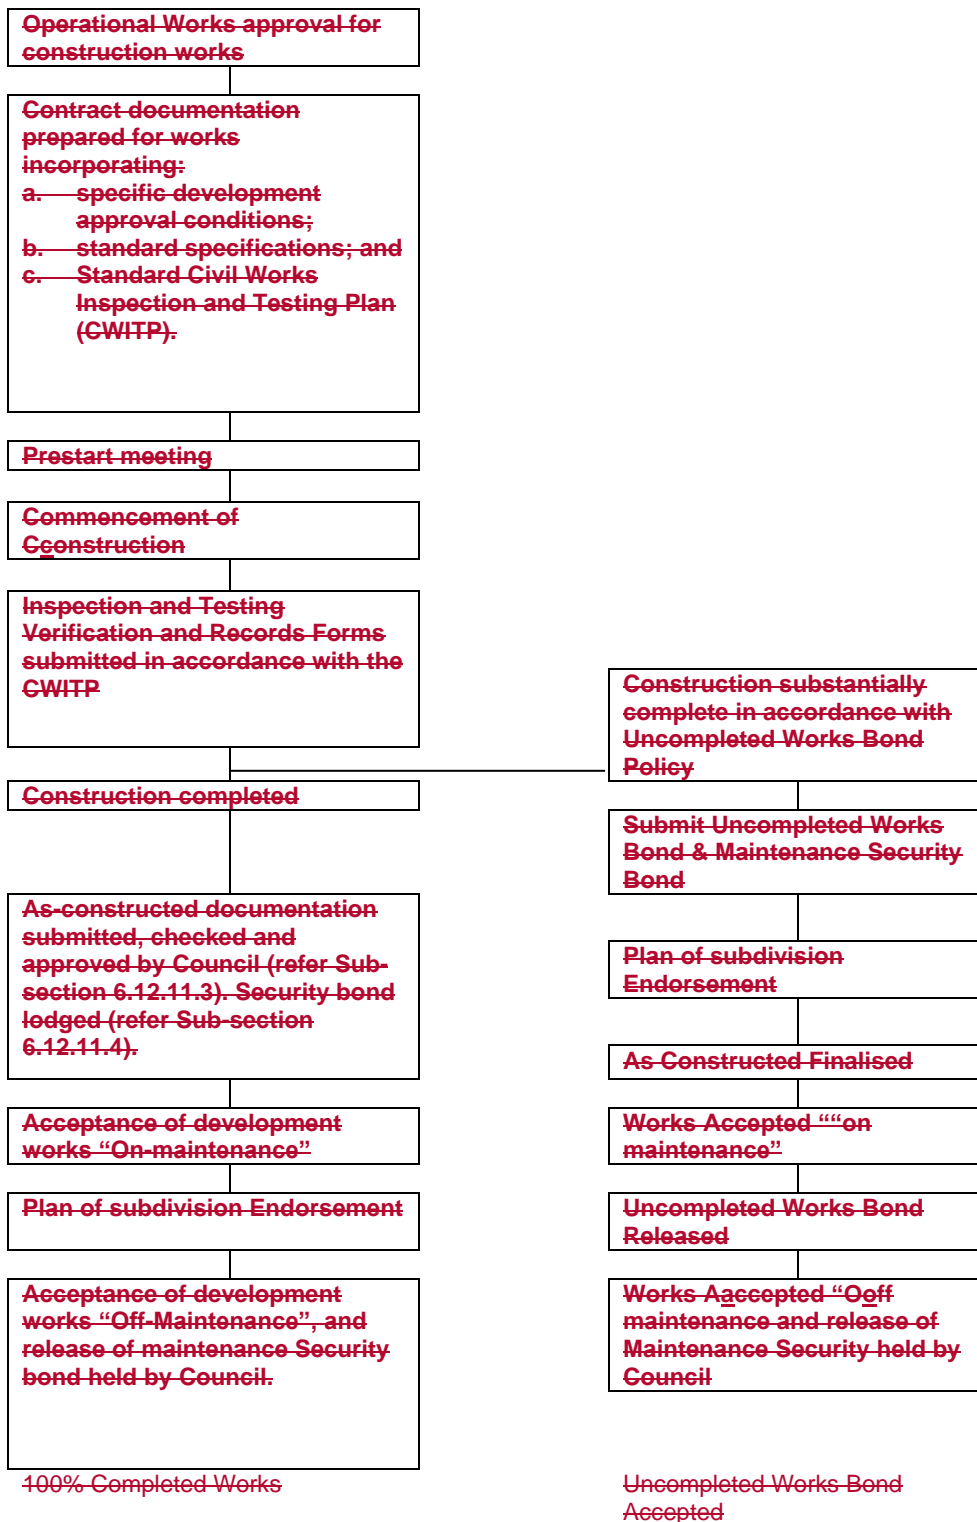 Operational Works approval for
construction works
Contract documentation
prepared for works
incorporating:
a. specific development
approval conditions;
b. standard specifications; and
c. Standard Civil Works
Inspection and Testing Plan
(CWITP).
Prestart meeting
Commencement of
Cconstruction
Inspection and Testing
Verification and Records Forms
submitted in accordance with the
CWITP
Construction completed
As-constructed documentation
submitted, checked and
approved by Council (refer Sub-
section 6.12.11.3). Security bond
lodged (refer Sub-section
6.12.11.4).
Acceptance of development
works “On-maintenance”
Plan of subdivision Endorsement
Acceptance of development
works “Off-Maintenance”, and
release of maintenance Security
bond held by Council.
100% Completed Works
Construction substantially
complete in accordance with
Uncompleted Works Bond
Policy
Submit Uncompleted Works
Bond & Maintenance Security
Bond
Plan of subdivision
Endorsement
As Constructed Finalised
Works Accepted ““on
maintenance”
Uncompleted Works Bond
Released
Works Aaccepted “Ooff
maintenance and release of
Maintenance Security held by
Council
Uncompleted Works Bond
Accepted